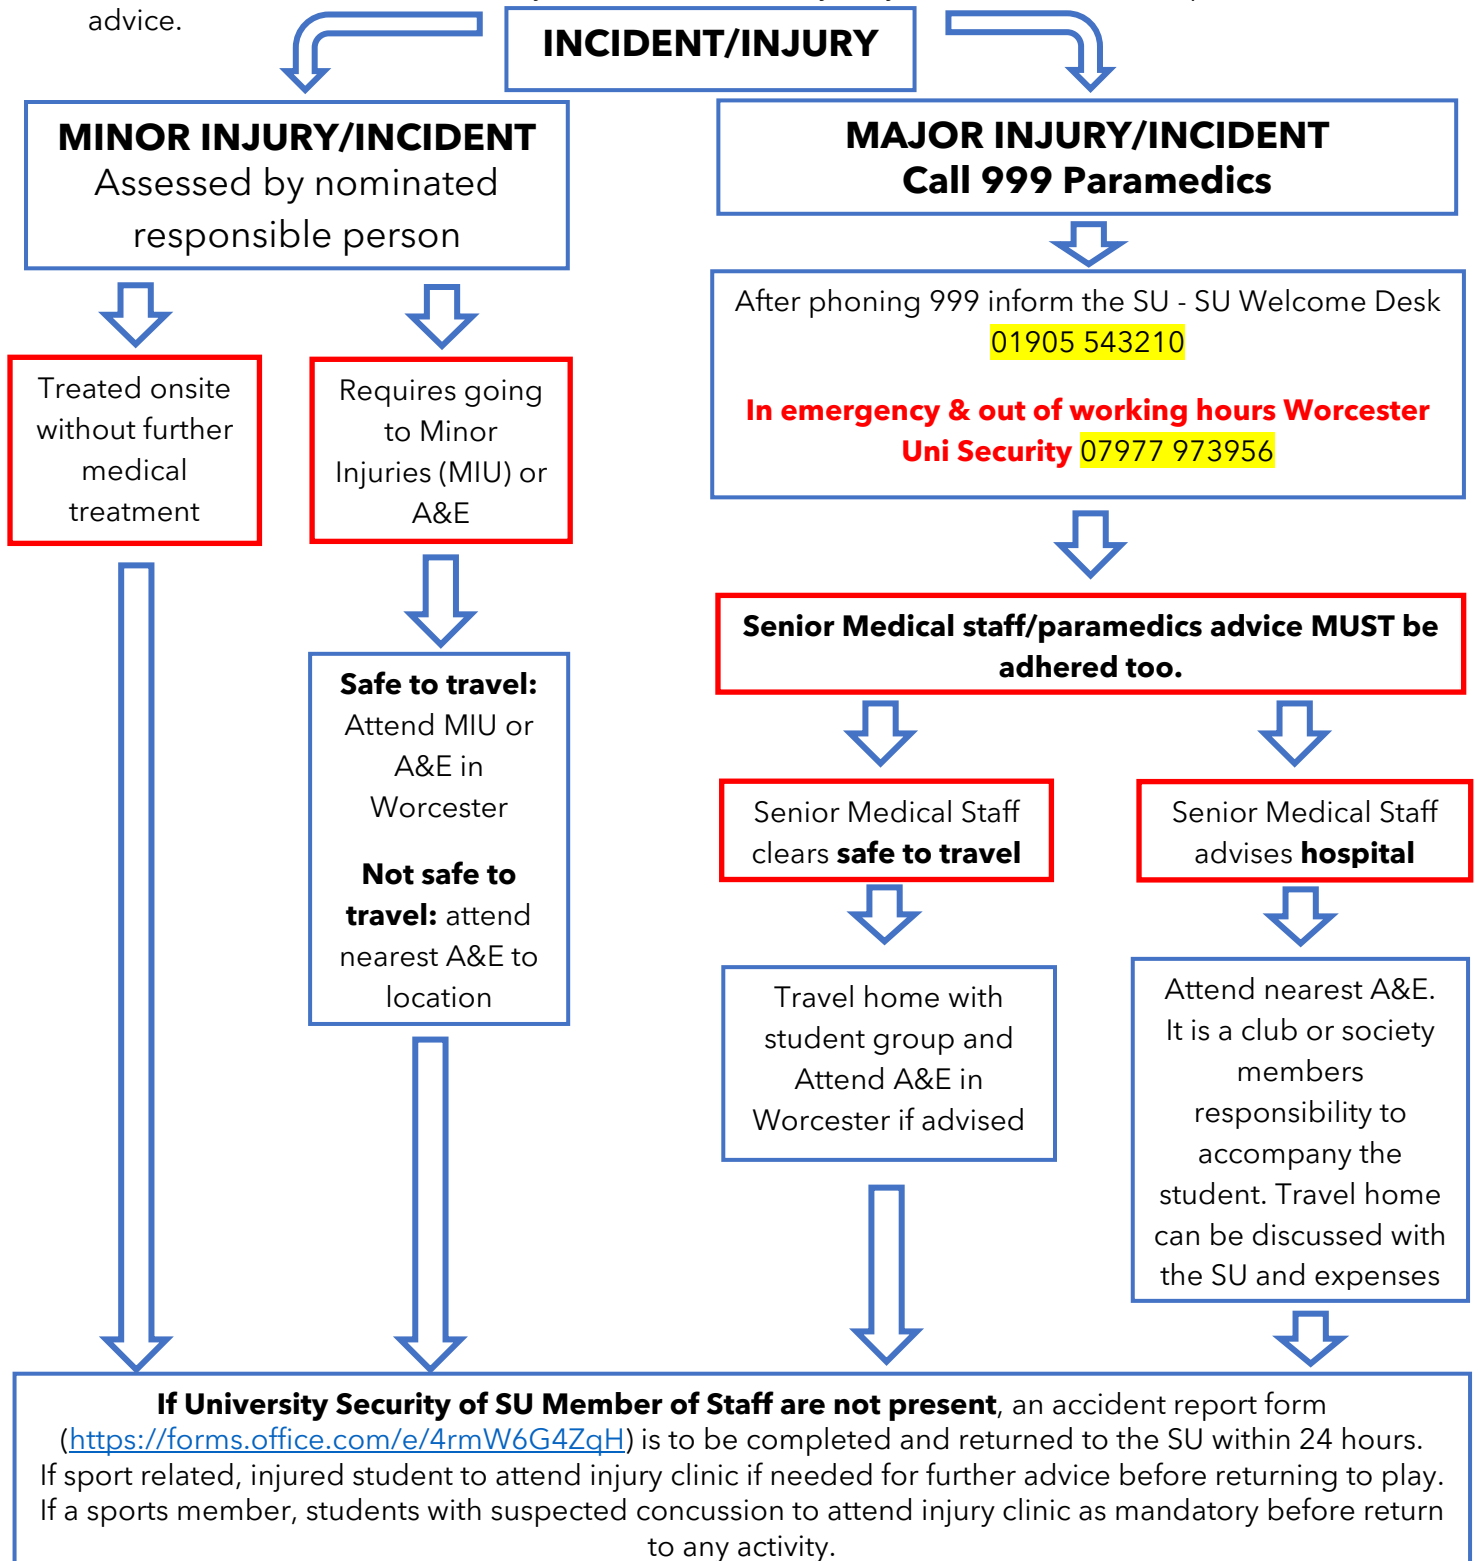 advice.
INCIDENT/INJURY
MINOR INJURY/INCIDENT
Assessed by nominated
responsible person
MAJOR INJURY/INCIDENT
Call 999 Paramedics
After phoning 999 inform the SU - SU Welcome Desk
01905 543210
In emergency & out of working hours Worcester
Uni Security 07977 973956
Treated onsite
without further
medical
treatment
Requires going
to Minor
Injuries (MIU) or
A&E
Safe to travel:
Attend MIU or
A&E in
Worcester
Not safe to
travel: attend
nearest A&E to
location
Senior Medical staff/paramedics advice MUST be
adhered too.
Senior Medical Staff
clears safe to travel
Senior Medical Staff
advises hospital
Travel home with
student group and
Attend A&E in
Worcester if advised
Attend nearest A&E.
It is a club or society
members
responsibility to
accompany the
student. Travel home
can be discussed with
the SU and expenses
If University Security of SU Member of Staff are not present, an accident report form
(https://forms.office.com/e/4rmW6G4ZqH) is to be completed and returned to the SU within 24 hours.
If sport related, injured student to attend injury clinic if needed for further advice before returning to play.
If a sports member, students with suspected concussion to attend injury clinic as mandatory before return
to any activity.